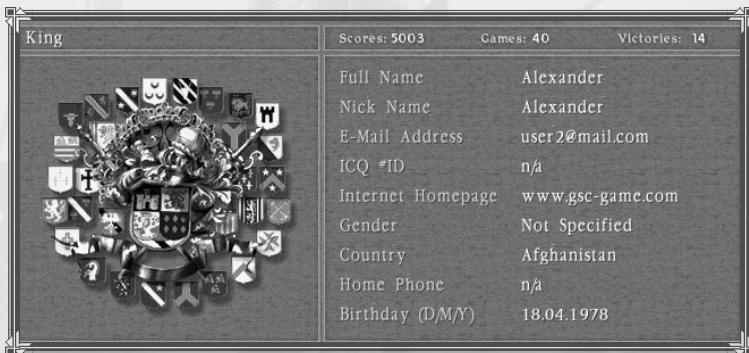 King
Scores: 5003 Games: 40 Victories: 14
Full Name Alexander
Nick Name Alexander
E-Mail Address user2@mail.com
ICQ #ID n/a
Internet Homepage www.gsc-game.com
Gender Not Specified
Country Afghanistan
Home Phone n/a
Birthday (D/M/Y) 18.04.1978